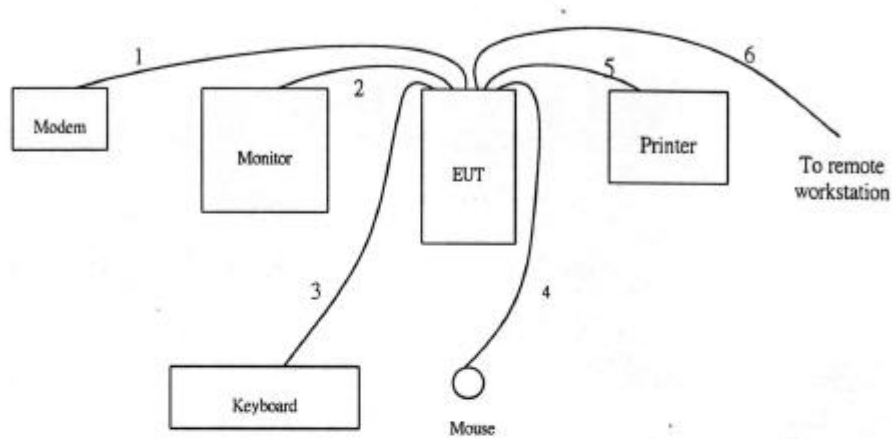 1
2
5
6
Modem
Monitor
EUT
Printer
To remote
workstation
3
4
Keyboard
Mouse